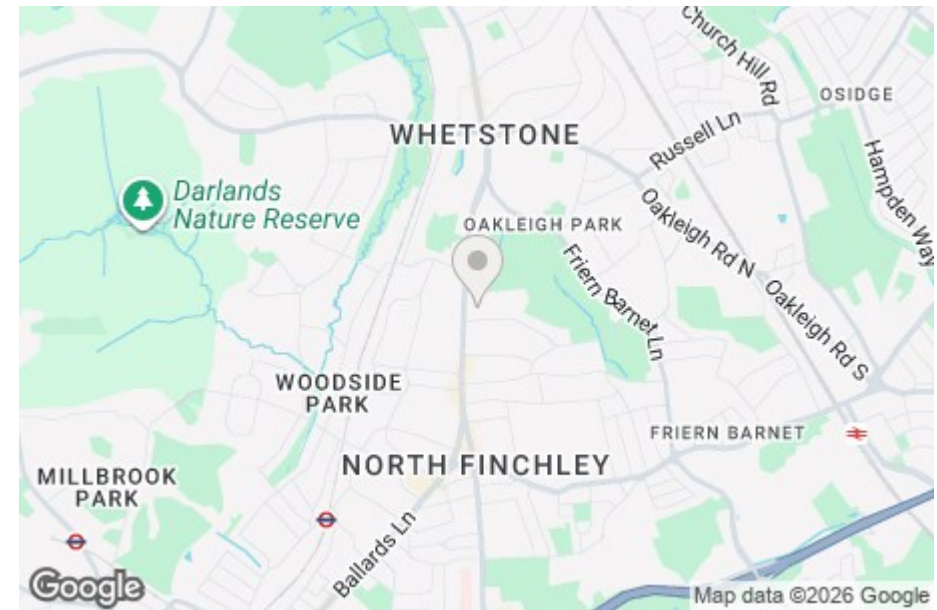 Church Hill Rd
OSIDGE
WHETSTONE
Russell Ln
Hampden Way
Darlands
Nature Reserve
OAKLEIGH PARK
Oakleigh Rd N
Friern Barnet Ln
Oakleigh Rd S
WOODSIDE
PARK
FRIERN BARNET
NORTH FINCHLEY
MILLBROOK
PARK
Ballards Ln
Google
Map data ©2026 Google